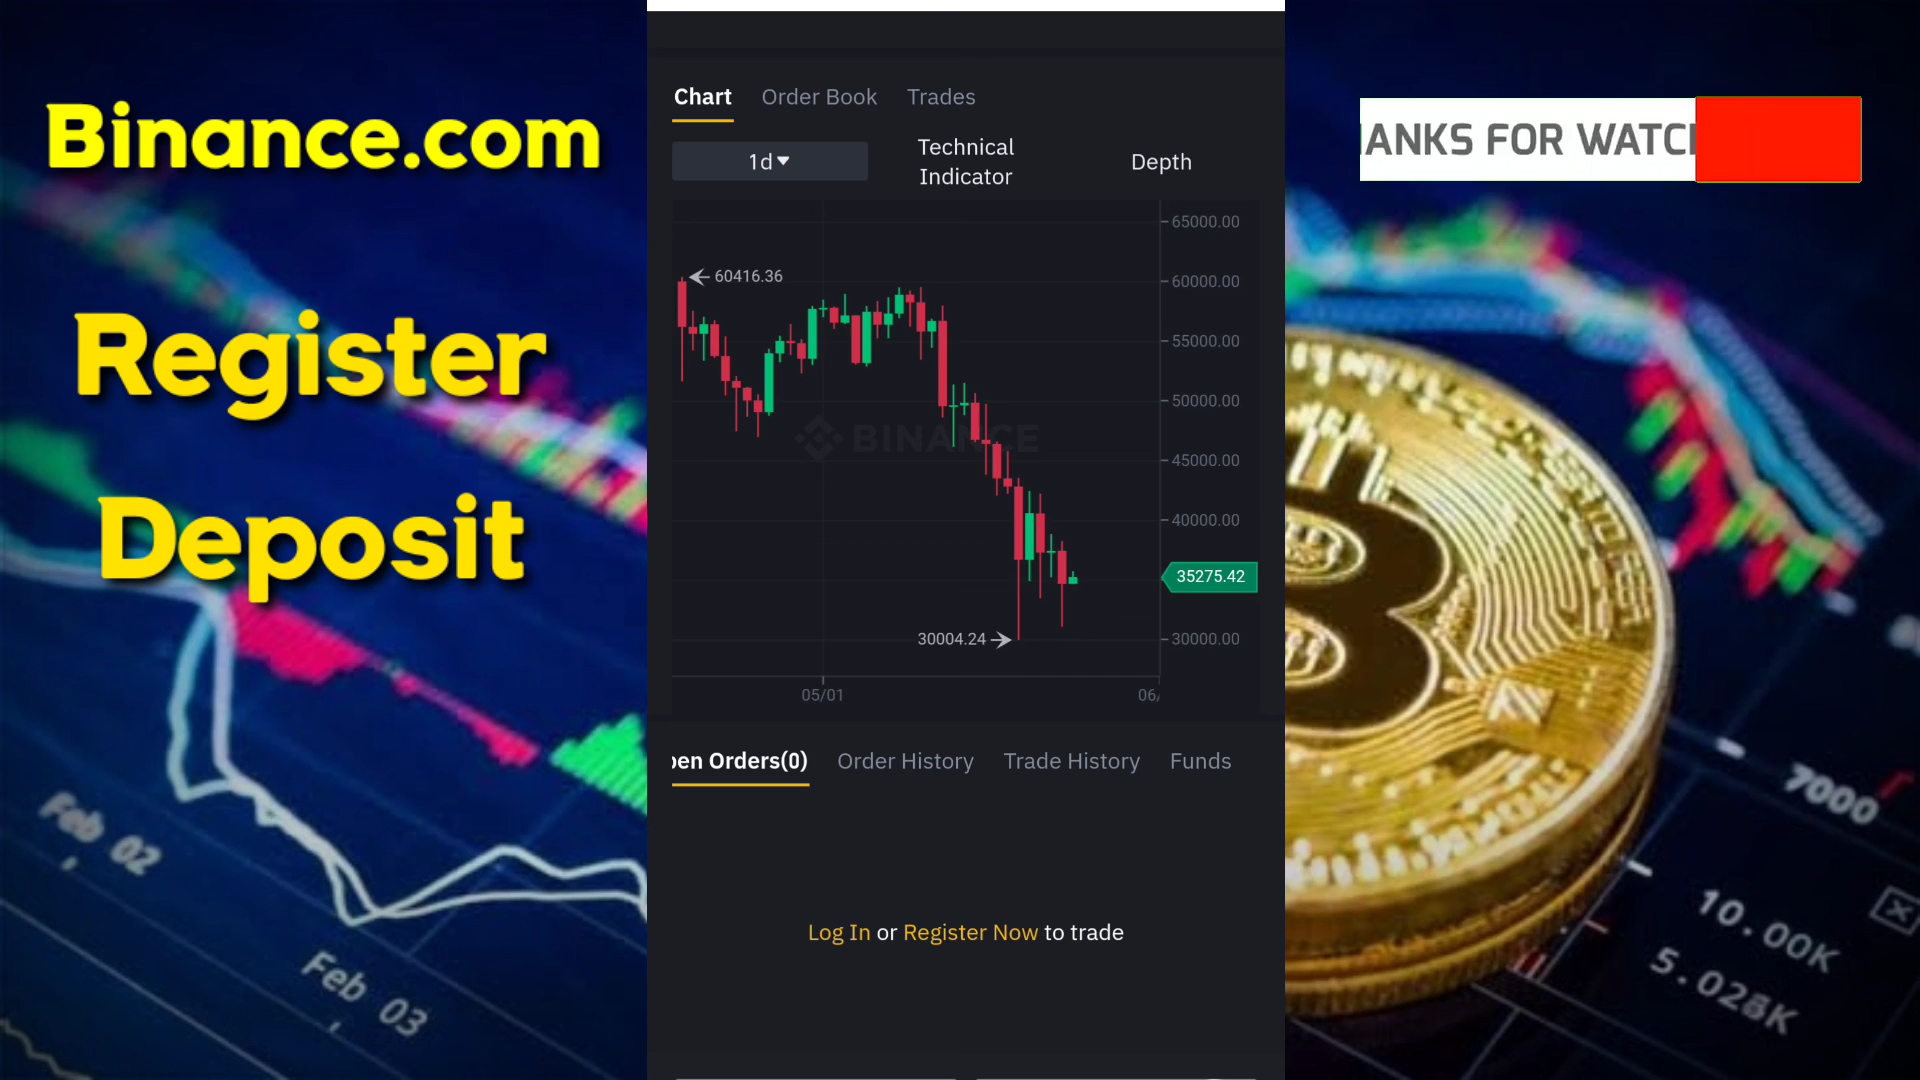 Binance.com
Register
Deposit
Chart Order Book Trades
1d
Technical
Indicator
Depth
65000.00
60416.36
60000.00
55000.00
50000.00
BINANCE
45000.00
40000.00
35275.42
30004.24
30000.00
05/01
06/
pen Orders(0) Order History Trade History Funds
Log In or Register Now to trade
ANKS FOR WATC
Feb 02
Feb 03
7000
10.00K